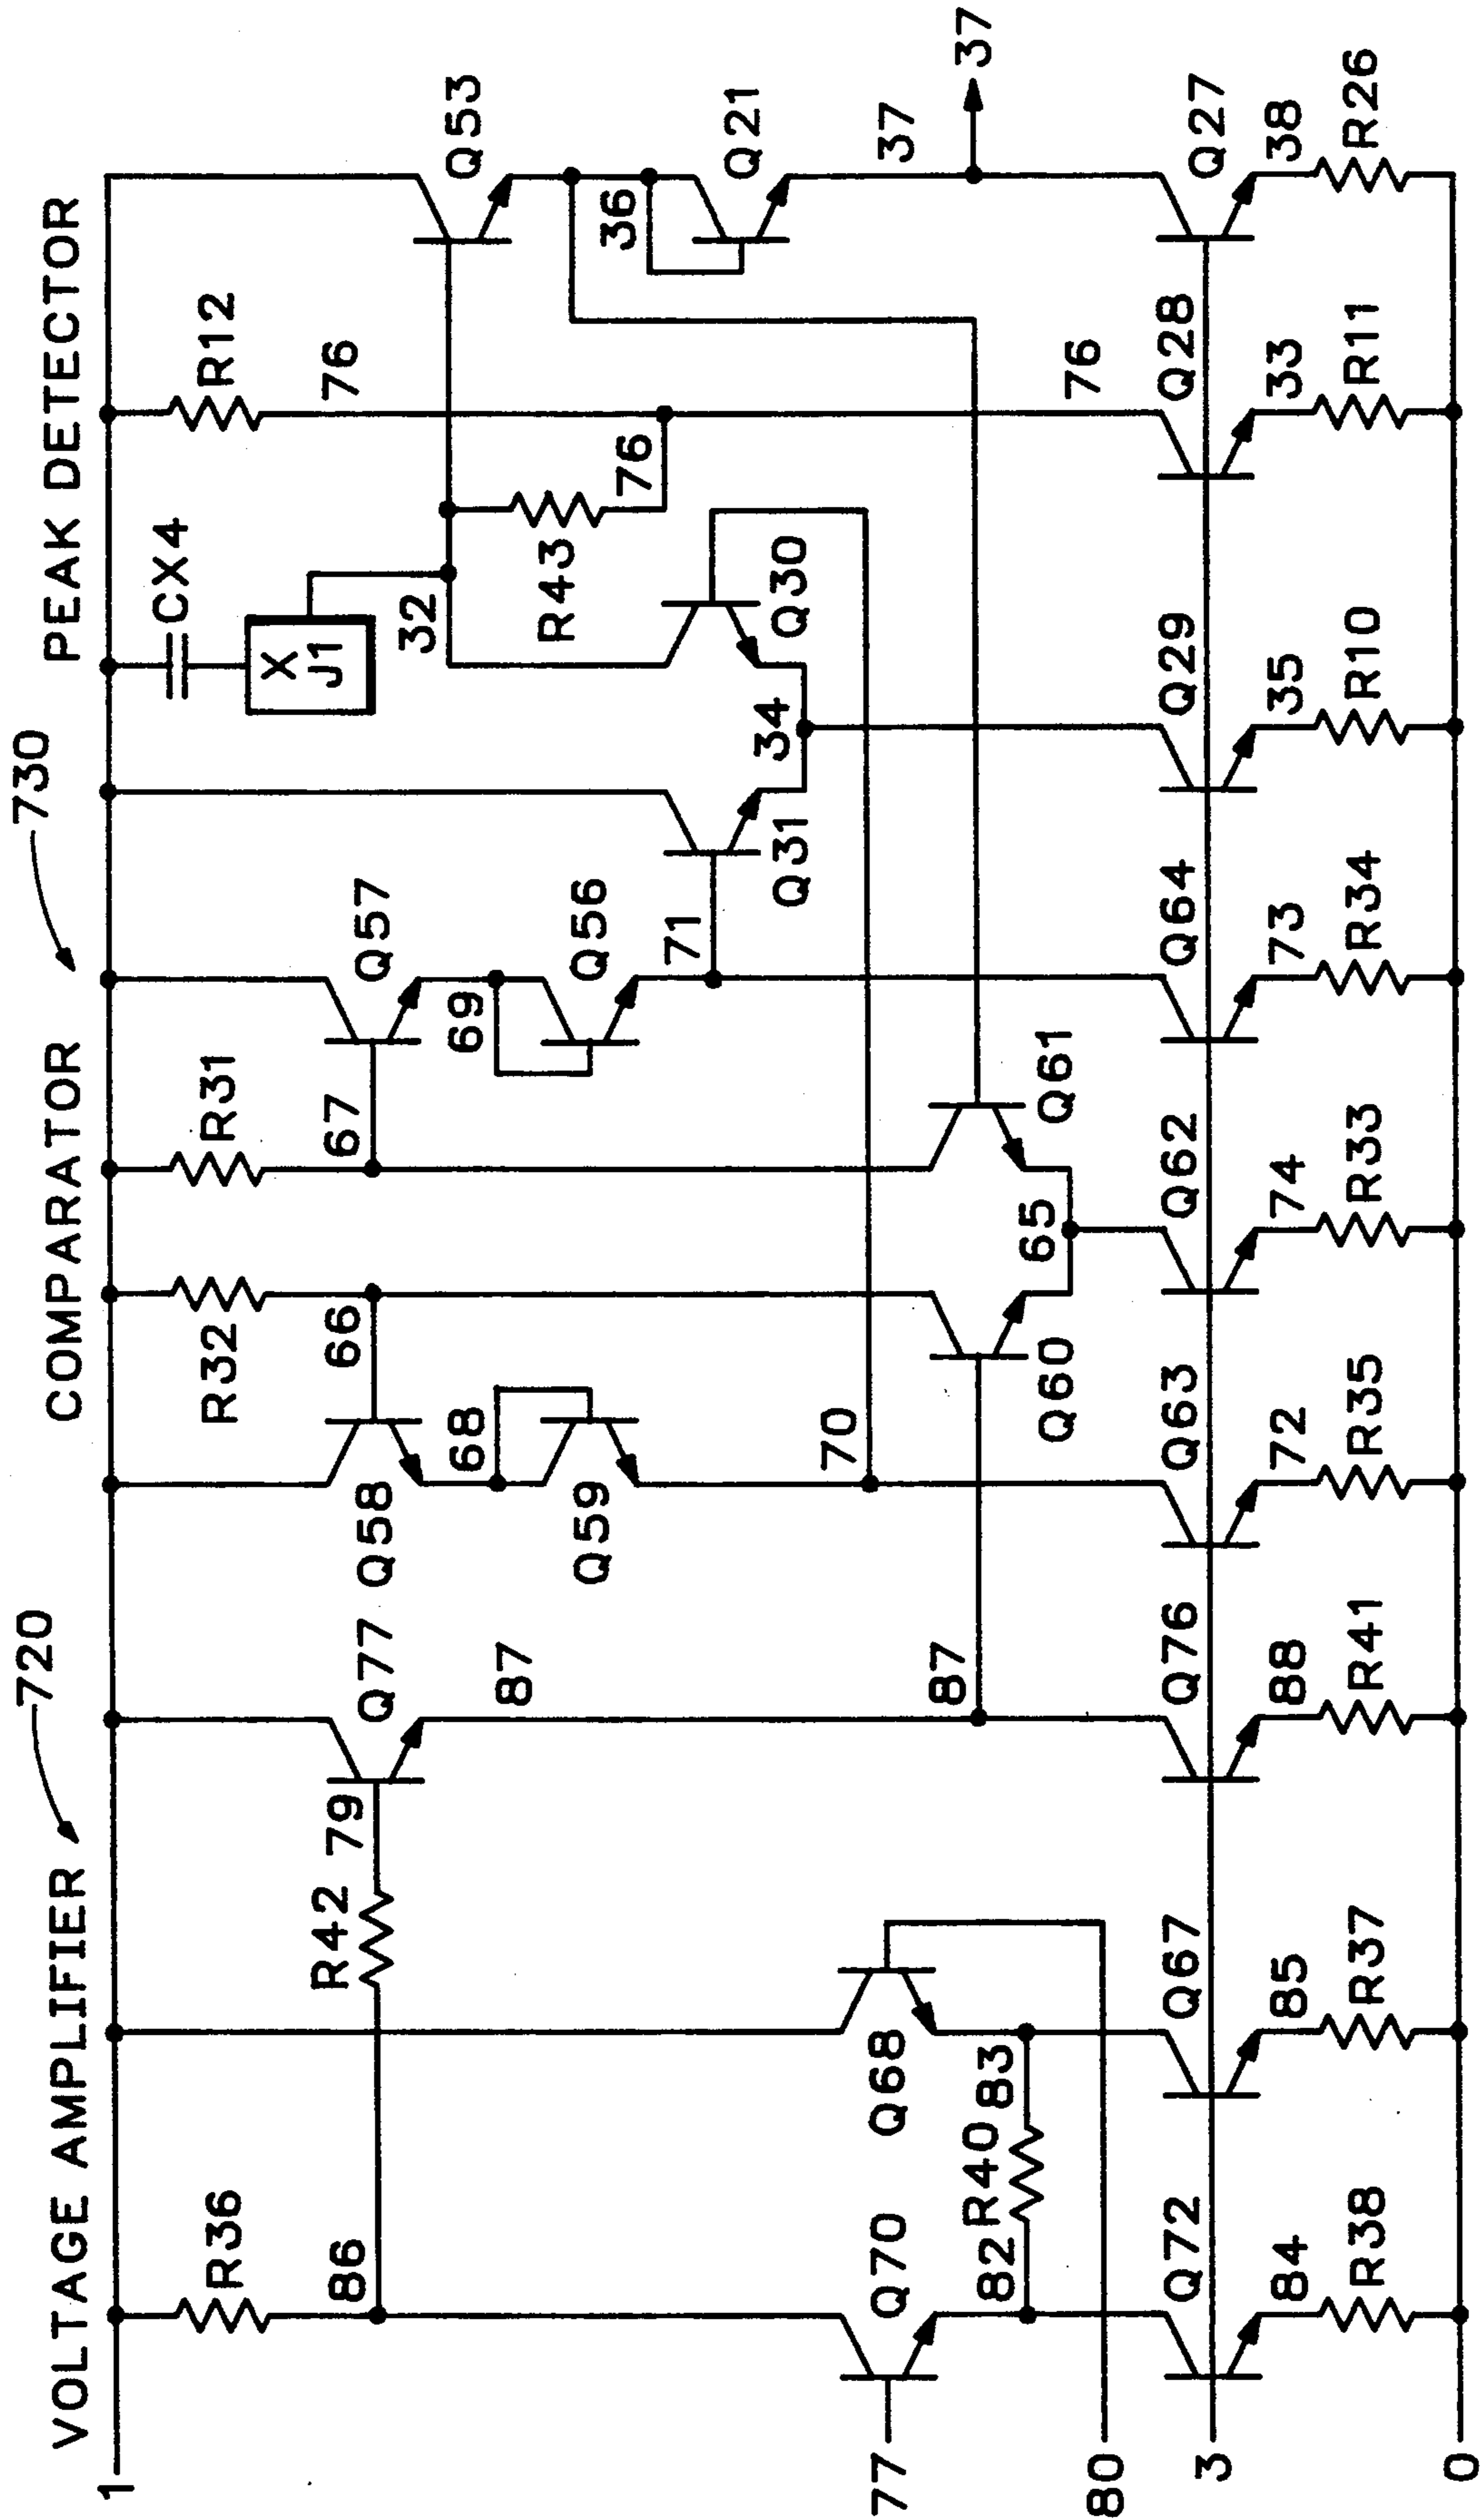 720
730
VOLTAGE AMPLIFIER
COMPARATOR
PEAK DETECTOR
1
R36
R42
79
Q77
R32
R31
CX4
R12
86
Q58
66
67
Q57
X
J1
76
Q53
87
68
69
Q56
32
R43
76
36
Q59
71
Q21
77
Q70
Q68
70
Q31
34
Q30
37
82
R40
83
87
Q60
65
Q61
76
37
80
3
Q72
Q67
Q76
Q63
Q62
Q64
Q29
Q28
Q27
84
85
88
72
74
73
35
33
38
R38
R37
R41
R35
R33
R34
R10
R11
R26
0